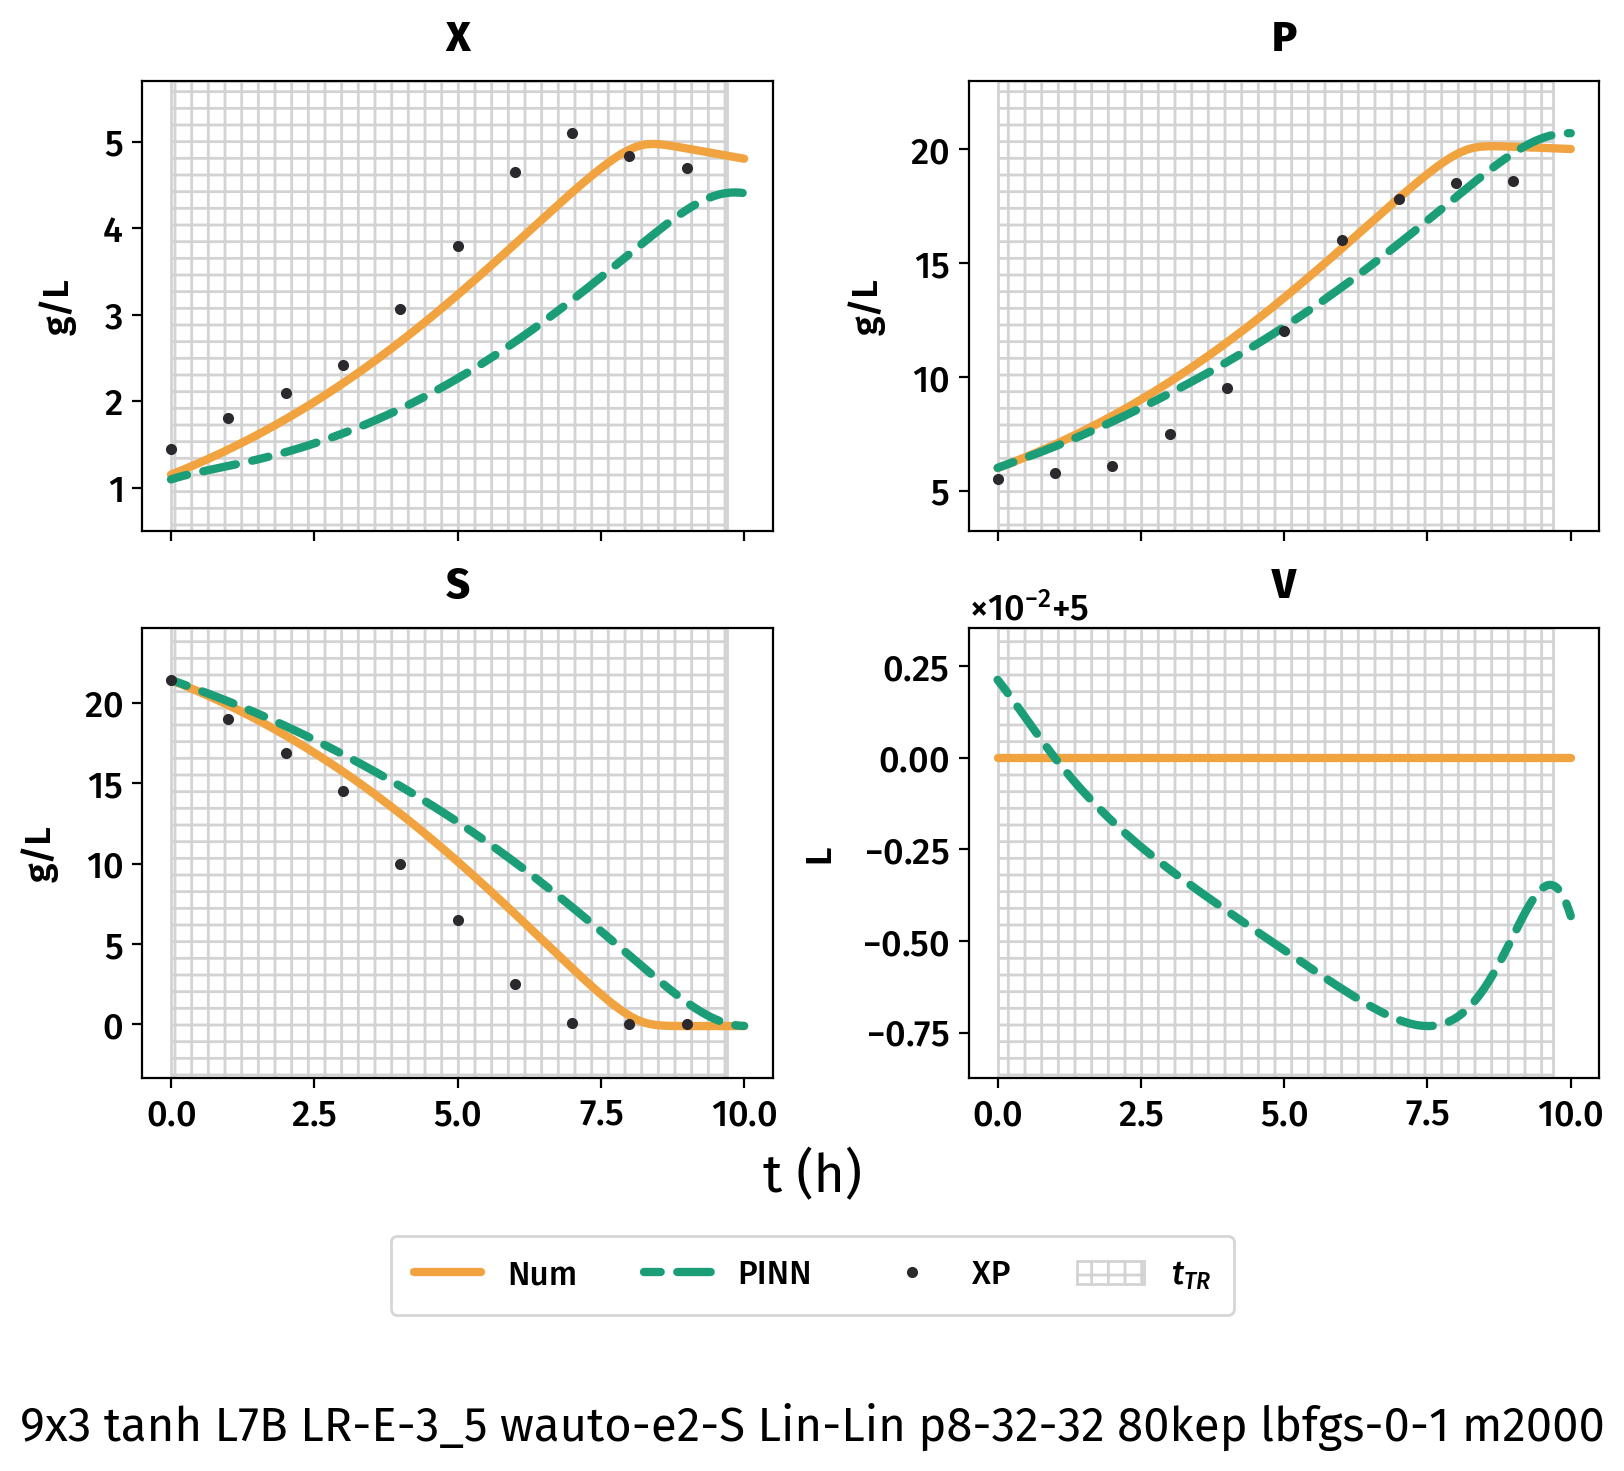 X
P
5
4
3
2
1
g/L
20
15
10
5
g/L
S
V
×10⁻²+5
20
15
10
5
0
g/L
0.25
0.00
−0.25
−0.50
−0.75
L
0.0 2.5 5.0 7.5 10.0
0.0 2.5 5.0 7.5 10.0
t (h)
Num PINN XP t_TR
9x3 tanh L7B LR-E-3_5 wauto-e2-S Lin-Lin p8-32-32 80kep lbfgs-0-1 m2000